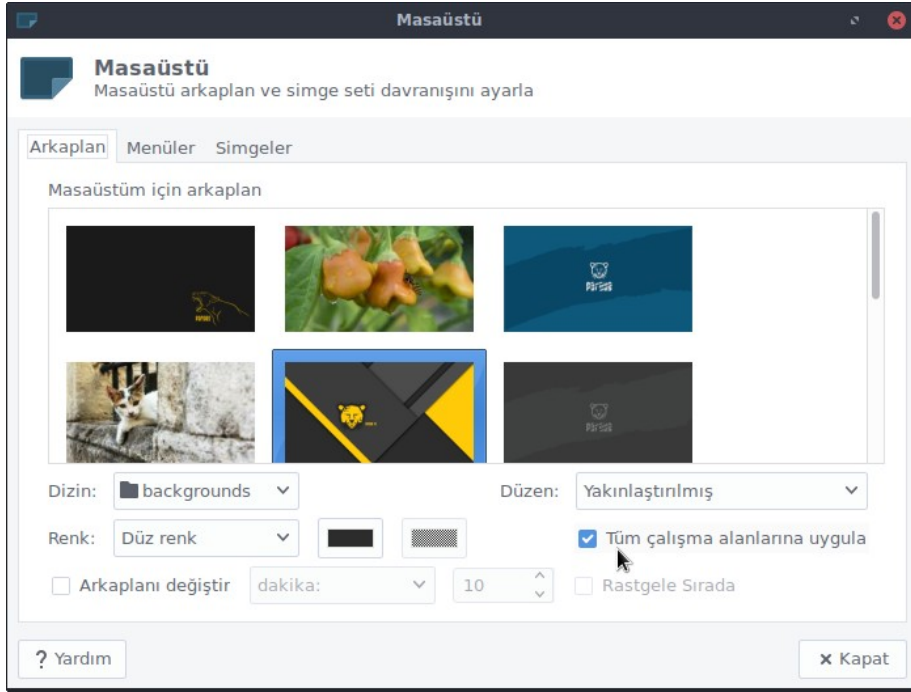 Masaüstü
Masaüstü
Masaüstü arkaplan ve simge seti davranışını ayarla
Arkaplan Menüler Simgeler
Masaüstüm için arkaplan
Dizin: backgrounds Düzen: Yakınlaştırılmış
Renk: Düz renk Tüm çalışma alanlarına uygula
Arkaplanı değiştir dakika: 10 Rastgele Sırada
? Yardım Kapat